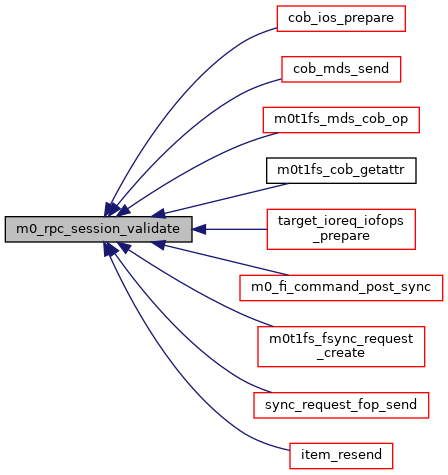 cob_ios_prepare
cob_mds_send
m0t1fs_mds_cob_op
m0t1fs_cob_getattr
m0_rpc_session_validate
target_ioreq_iofops
_prepare
m0_fi_command_post_sync
m0t1fs_fsync_request
_create
sync_request_fop_send
item_resend